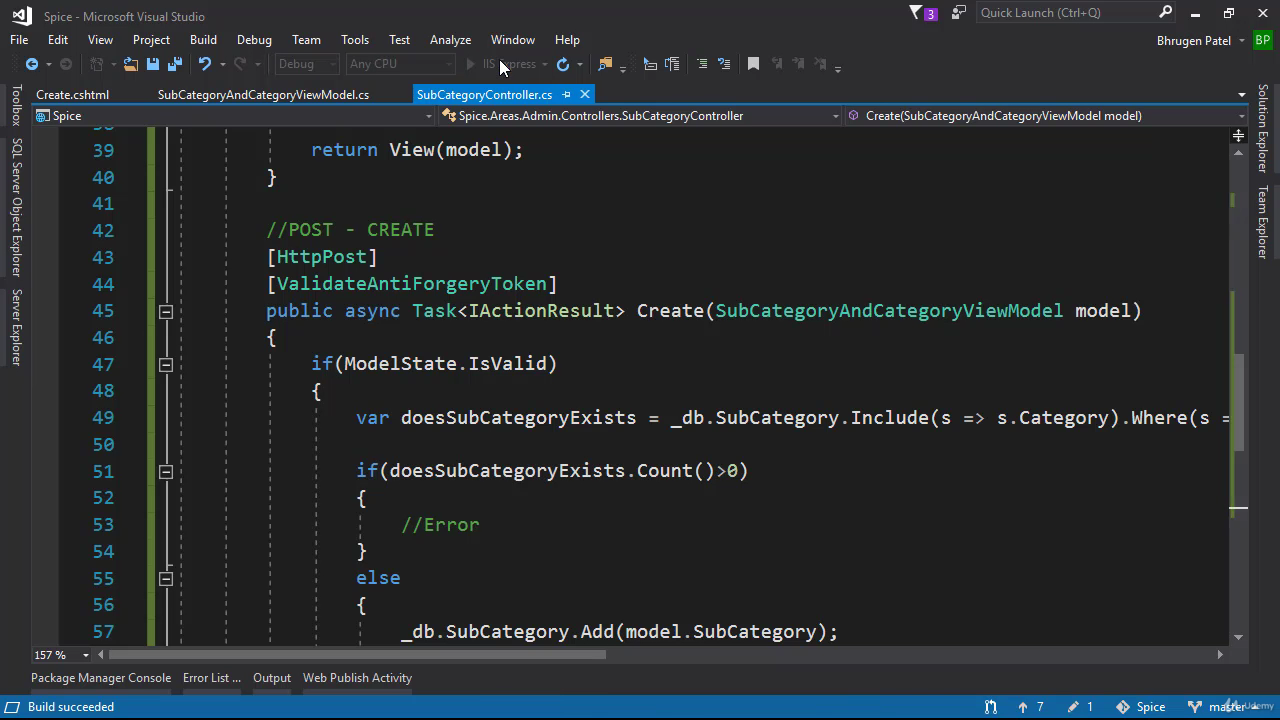 Spice - Microsoft Visual Studio
3
Quick Launch (Ctrl+Q)
File Edit View Project Build Debug Team Tools Test Analyze Window Help
Bhrugen Patel BP
Debug Any CPU IIS Express
Create.cshtml SubCategoryAndCategoryViewModel.cs SubCategoryController.cs
Spice Spice.Areas.Admin.Controllers.SubCategoryController Create(SubCategoryAndCategoryViewModel model)
Toolbox
SQL Server Object Explorer
Server Explorer
Solution Explorer
Team Explorer
38
39 return View(model);
40 }
41
42 //POST - CREATE
43 [HttpPost]
44 [ValidateAntiForgeryToken]
45 public async Task<IActionResult> Create(SubCategoryAndCategoryViewModel model)
46 {
47 if(ModelState.IsValid)
48 {
49 var doesSubCategoryExists = _db.SubCategory.Include(s => s.Category).Where(s =
50
51 if(doesSubCategoryExists.Count()>0)
52 {
53 //Error
54 }
55 else
56 {
57 _db.SubCategory.Add(model.SubCategory);
157 %
Package Manager Console Error List ... Output Web Publish Activity
Build succeeded 7 1 Spice master
Udemy